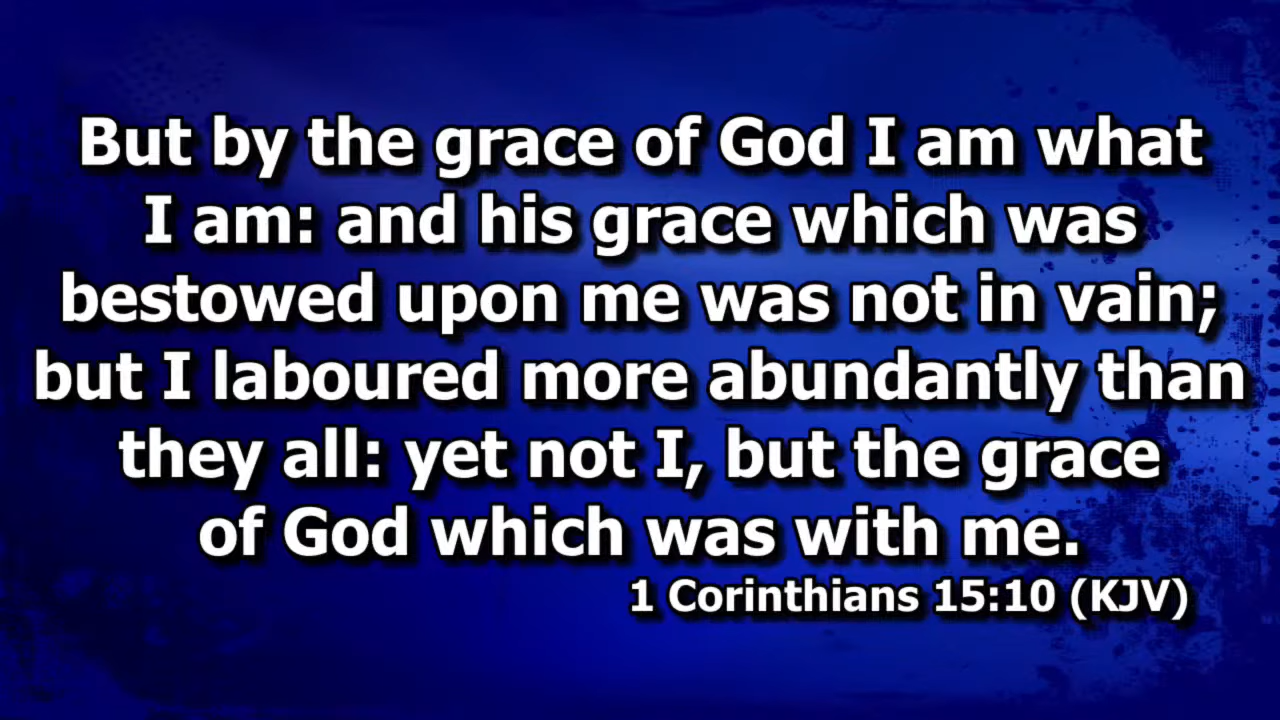 But by the grace of God I am what
I am: and his grace which was
bestowed upon me was not in vain;
but I laboured more abundantly than
they all: yet not I, but the grace
of God which was with me.
1 Corinthians 15:10 (KJV)